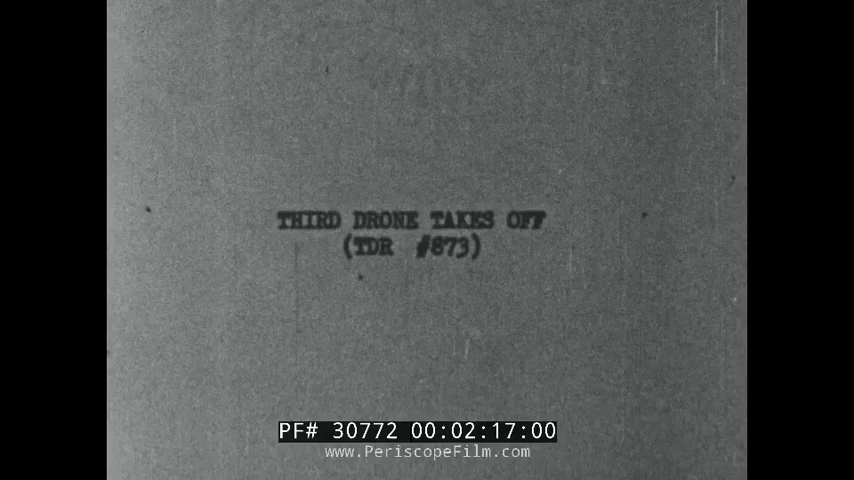 THIRD DRONE TAKES OFF
(TDR #873)
PF# 30772 00:02:17:00
www.PeriscopeFilm.com